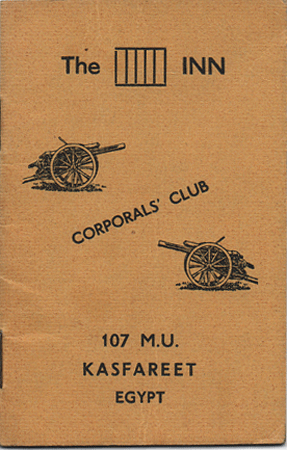 The INN
CORPORALS' CLUB
107 M.U.
KASFAREET
EGYPT